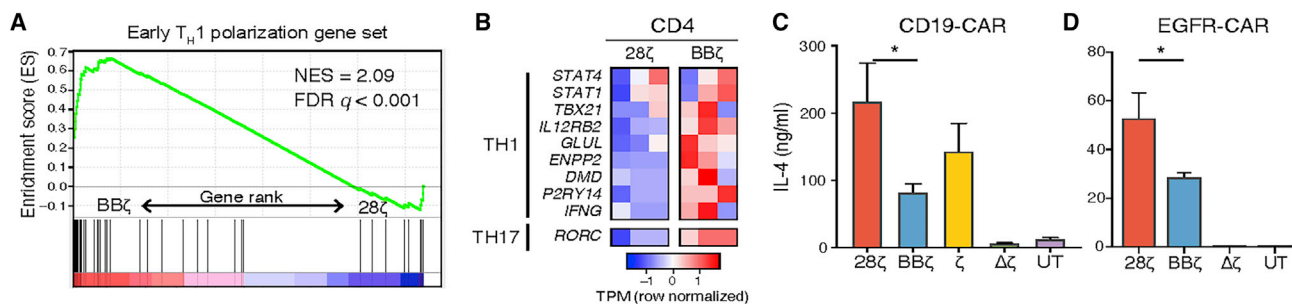 A
Early TH1 polarization gene set
Enrichment score (ES)
0.7
0.6
0.5
0.4
0.3
0.2
0.1
0.0
−0.1
NES = 2.09
FDR q < 0.001
BBζ
Gene rank
28ζ
B
CD4
28ζ
BBζ
TH1
STAT4
STAT1
TBX21
IL12RB2
GLUL
ENPP2
DMD
P2RY14
IFNG
TH17
RORC
−1
0
1
TPM (row normalized)
C
CD19-CAR
IL-4 (ng/ml)
300
200
100
0
*
28ζ
BBζ
ζ
Δζ
UT
D
EGFR-CAR
80
60
40
20
0
*
28ζ
BBζ
Δζ
UT